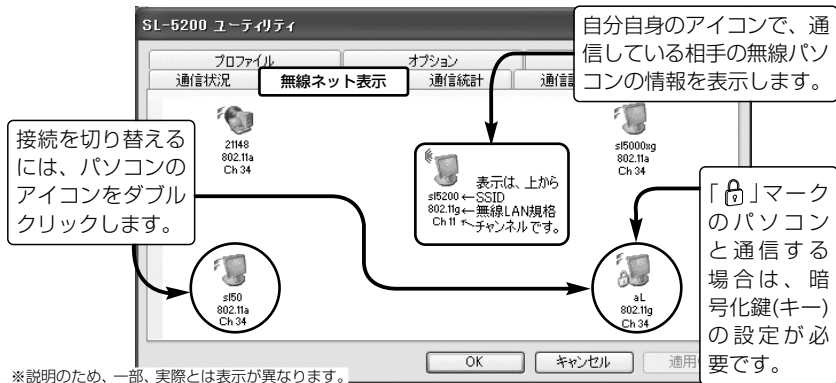 SL-5200 ユーティリティ
自分自身のアイコンで、通
信している相手の無線パソ
コンの情報を表示します。
プロファイル
オプション
通信状況
無線ネット表示
通信統計
接続を切り替える
には、パソコンの
アイコンをダブル
クリックします。
21148
802.11a
Ch 34
表示は、上から
sl5200 ←SSID
802.11g←無線LAN規格
Ch 11 ←チャンネルです。
sl5000xg
802.11a
Ch 34
「 」マーク
のパソコン
と通信する
場合は、暗
号化鍵(キー)
の設定が必
要です。
sl50
802.11a
Ch 34
aL
802.11g
Ch 34
OK
キャンセル
適用
※説明のため、一部、実際とは表示が異なります。